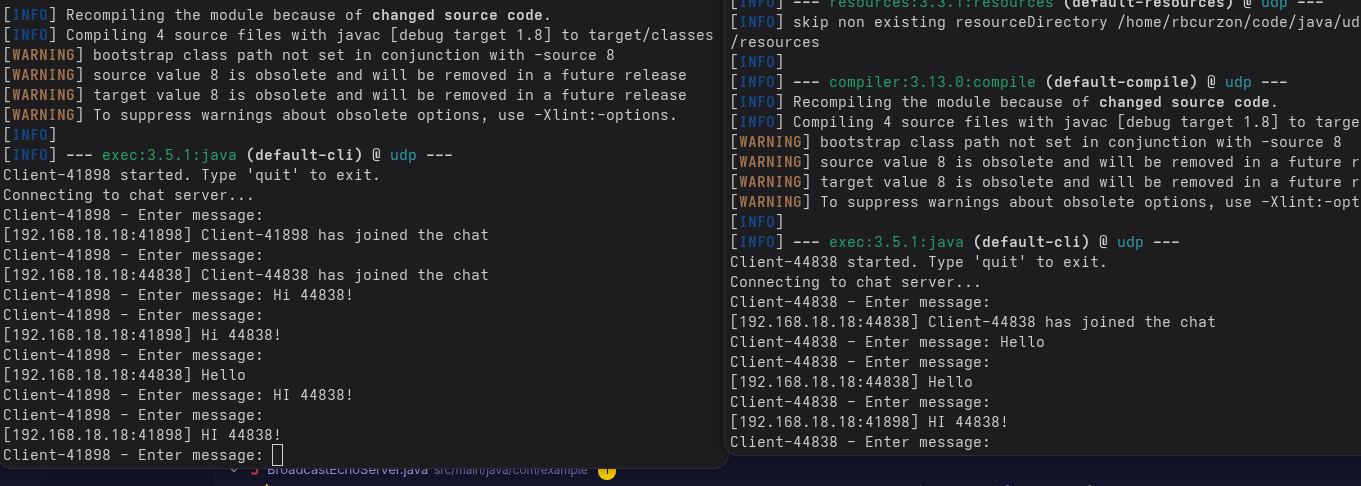 [INFO] Recompiling the module because of changed source code.
[INFO] Compiling 4 source files with javac [debug target 1.8] to target/classes
[WARNING] bootstrap class path not set in conjunction with -source 8
[WARNING] source value 8 is obsolete and will be removed in a future release
[WARNING] target value 8 is obsolete and will be removed in a future release
[WARNING] To suppress warnings about obsolete options, use -Xlint:-options.
[INFO]
[INFO] --- exec:3.5.1:java (default-cli) @ udp ---
Client-41898 started. Type 'quit' to exit.
Connecting to chat server...
Client-41898 - Enter message:
[192.168.18.18:41898] Client-41898 has joined the chat
Client-41898 - Enter message:
[192.168.18.18:44838] Client-44838 has joined the chat
Client-41898 - Enter message: Hi 44838!
Client-41898 - Enter message:
[192.168.18.18:41898] Hi 44838!
Client-41898 - Enter message:
[192.168.18.18:44838] Hello
Client-41898 - Enter message: HI 44838!
Client-41898 - Enter message:
[192.168.18.18:41898] HI 44838!
Client-41898 - Enter message:
[INFO] --- resources:3.3.1:resources (default-resources) @ udp ---
[INFO] skip non existing resourceDirectory /home/rbcurzon/code/java/ud
/resources
[INFO]
[INFO] --- compiler:3.13.0:compile (default-compile) @ udp ---
[INFO] Recompiling the module because of changed source code.
[INFO] Compiling 4 source files with javac [debug target 1.8] to targe
[WARNING] bootstrap class path not set in conjunction with -source 8
[WARNING] source value 8 is obsolete and will be removed in a future r
[WARNING] target value 8 is obsolete and will be removed in a future r
[WARNING] To suppress warnings about obsolete options, use -Xlint:-opt
[INFO]
[INFO] --- exec:3.5.1:java (default-cli) @ udp ---
Client-44838 started. Type 'quit' to exit.
Connecting to chat server...
Client-44838 - Enter message:
[192.168.18.18:44838] Client-44838 has joined the chat
Client-44838 - Enter message: Hello
Client-44838 - Enter message:
[192.168.18.18:44838] Hello
Client-44838 - Enter message:
[192.168.18.18:41898] HI 44838!
Client-44838 - Enter message:
BroadcastEchoServer.java src/main/java/com/example